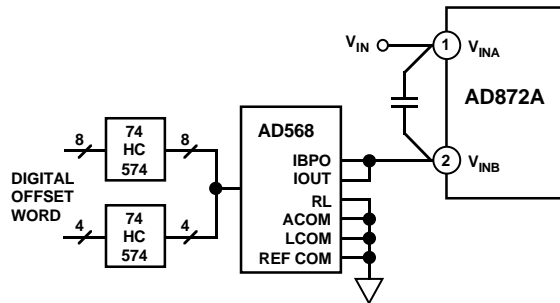 V_IN
1
V_INA
AD872A
2
V_INB
AD568
IBPO
IOUT
RL
ACOM
LCOM
REF COM
8
74
HC
574
8
DIGITAL
OFFSET
WORD
4
74
HC
574
4